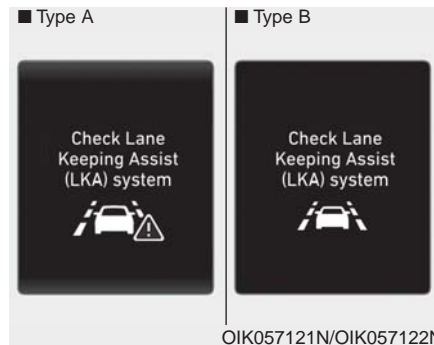 ■ Type A
■ Type B
Check Lane
Keeping Assist
(LKA) system
Check Lane
Keeping Assist
(LKA) system
OIK057121N/OIK057122N